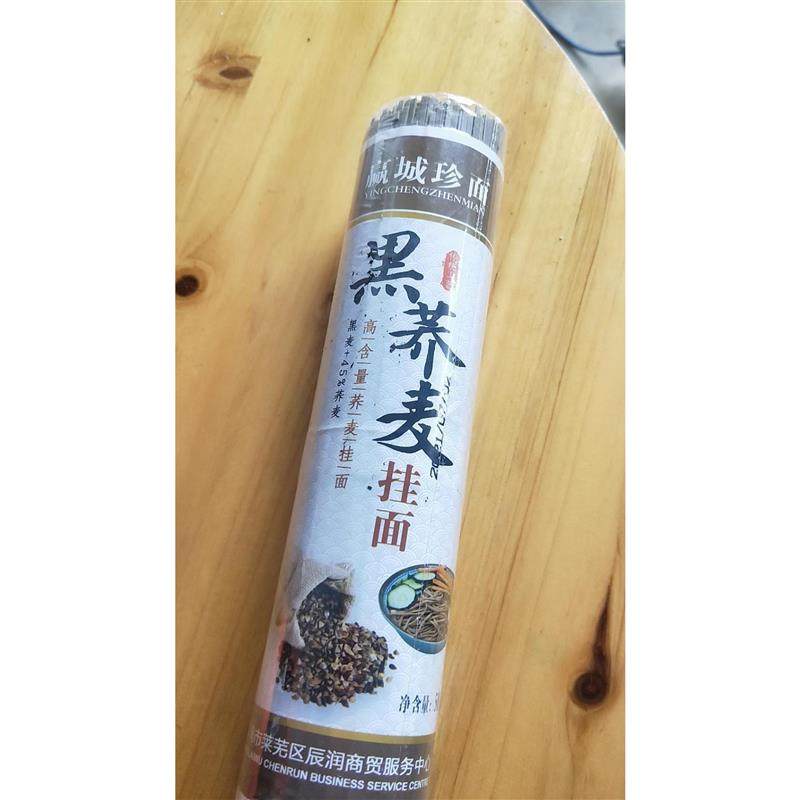 嬴城珍面
YINGCHENGZHENMIAN
黑荞麦
挂面
高含量荞麦挂面
黑麦+45%荞麦
净含量:
市莱芜区辰润商贸服务中心
CHENRUN BUSINESS SERVICE